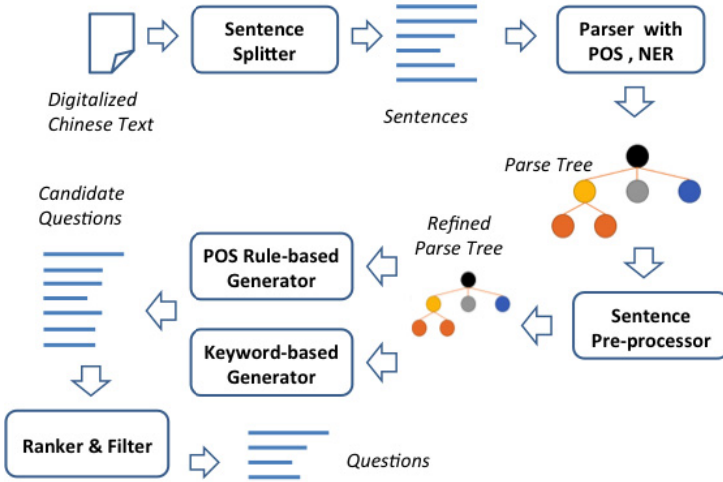 Sentence
Splitter
Parser with
POS , NER
Digitalized
Chinese Text
Sentences
Parse Tree
Candidate
Questions
Refined
Parse Tree
POS Rule-based
Generator
Sentence
Pre-processor
Keyword-based
Generator
Ranker & Filter
Questions